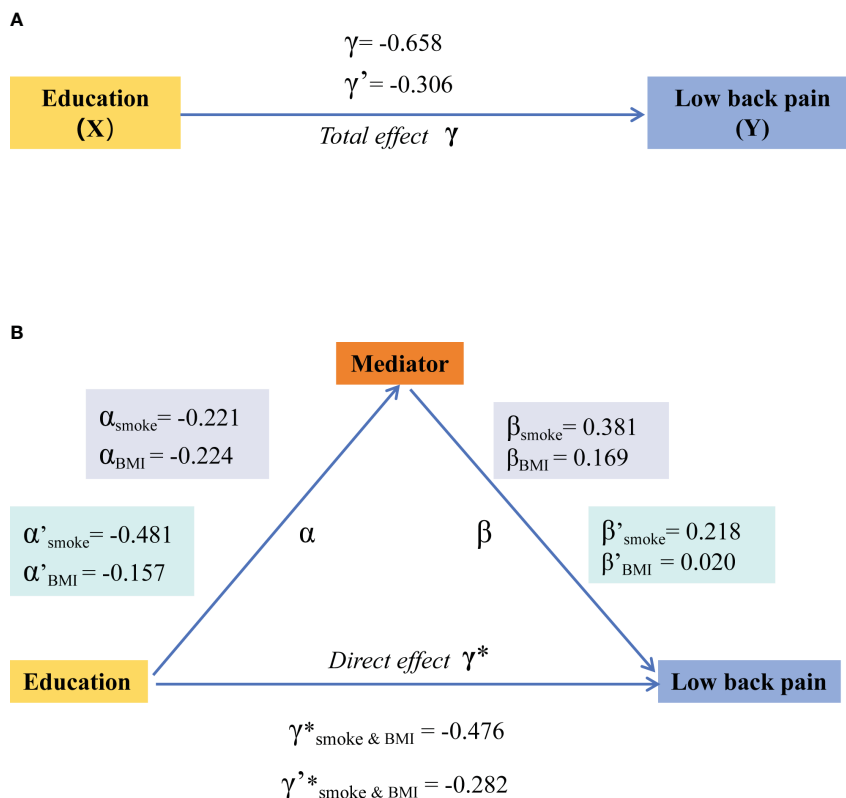 A
γ= -0.658
γ’= -0.306
Education
(X)
Low back pain
(Y)
Total effect γ
B
Mediator
αsmoke= -0.221
αBMI = -0.224
βsmoke= 0.381
βBMI = 0.169
α’smoke= -0.481
α’BMI = -0.157
β’smoke= 0.218
β’BMI = 0.020
α
β
Direct effect γ*
Education
Low back pain
γ*smoke & BMI = -0.476
γ’*smoke & BMI = -0.282